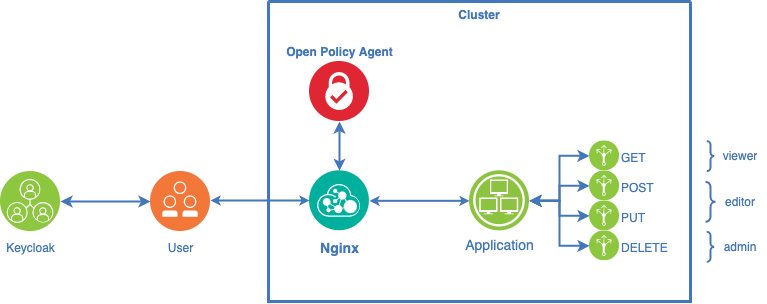 Cluster
Open Policy Agent
Keycloak
User
Nginx
Application
GET
POST
PUT
DELETE
viewer
editor
admin